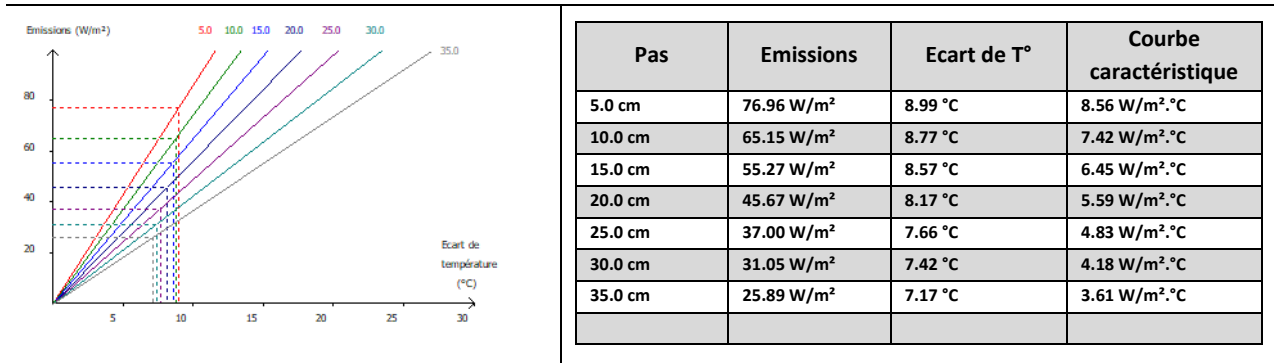 Emissions (W/m²)
5.0 10.0 15.0 20.0 25.0 30.0
35.0
80
60
40
20
Ecart de
température
(°C)
5 10 15 20 25 30
Pas Emissions Ecart de T° Courbe
caractéristique
5.0 cm 76.96 W/m² 8.99 °C 8.56 W/m².°C
10.0 cm 65.15 W/m² 8.77 °C 7.42 W/m².°C
15.0 cm 55.27 W/m² 8.57 °C 6.45 W/m².°C
20.0 cm 45.67 W/m² 8.17 °C 5.59 W/m².°C
25.0 cm 37.00 W/m² 7.66 °C 4.83 W/m².°C
30.0 cm 31.05 W/m² 7.42 °C 4.18 W/m².°C
35.0 cm 25.89 W/m² 7.17 °C 3.61 W/m².°C